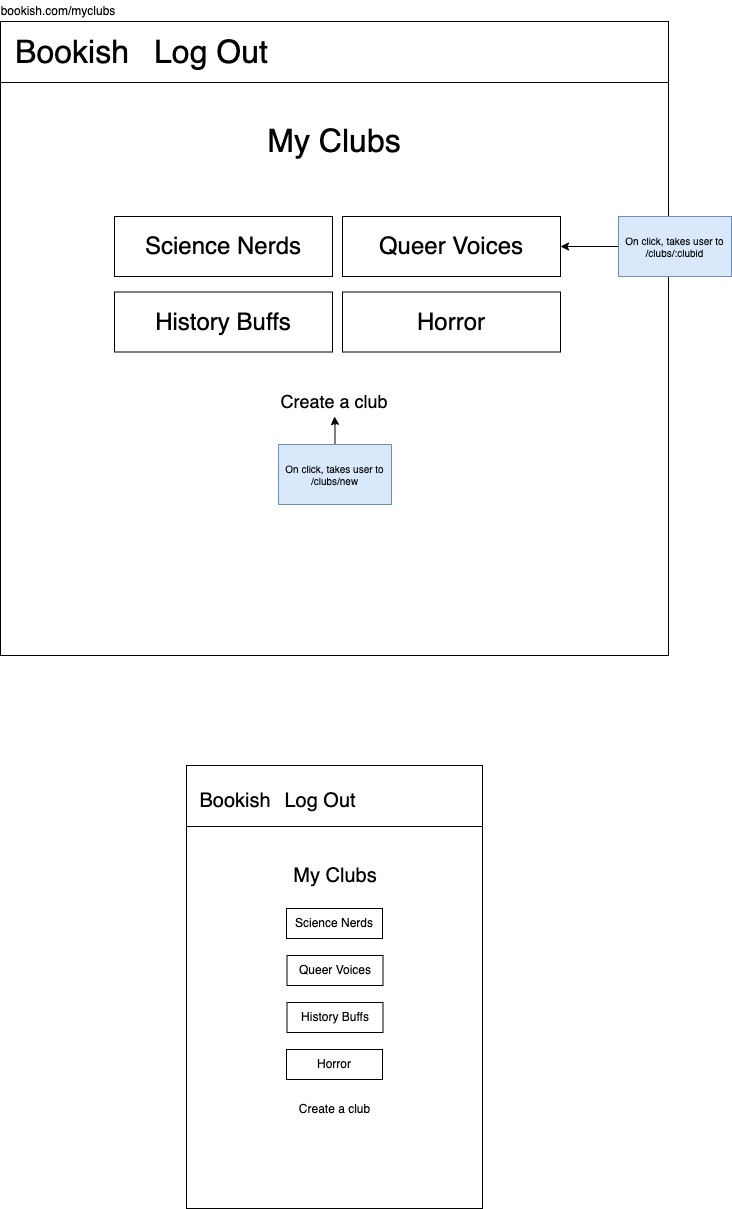 bookish.com/myclubs
Bookish Log Out
My Clubs
Science Nerds
Queer Voices
On click, takes user to
/clubs/:clubid
History Buffs
Horror
Create a club
On click, takes user to
/clubs/new
Bookish Log Out
My Clubs
Science Nerds
Queer Voices
History Buffs
Horror
Create a club